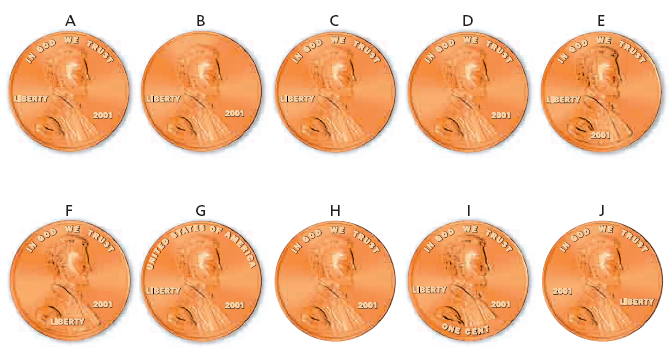 A
IN GOD WE TRUST
LIBERTY
2001
B
LIBERTY
2001
C
IN GOD WE TRUST
LIBERTY
D
IN GOD WE TRUST
2001
E
IN GOD WE TRUST
LIBERTY
2001
F
IN GOD WE TRUST
2001
LIBERTY
G
UNITED STATES OF AMERICA
LIBERTY
2001
H
IN GOD WE TRUST
2001
I
IN GOD WE TRUST
LIBERTY
2001
ONE CENT
J
IN GOD WE TRUST
2001
LIBERTY